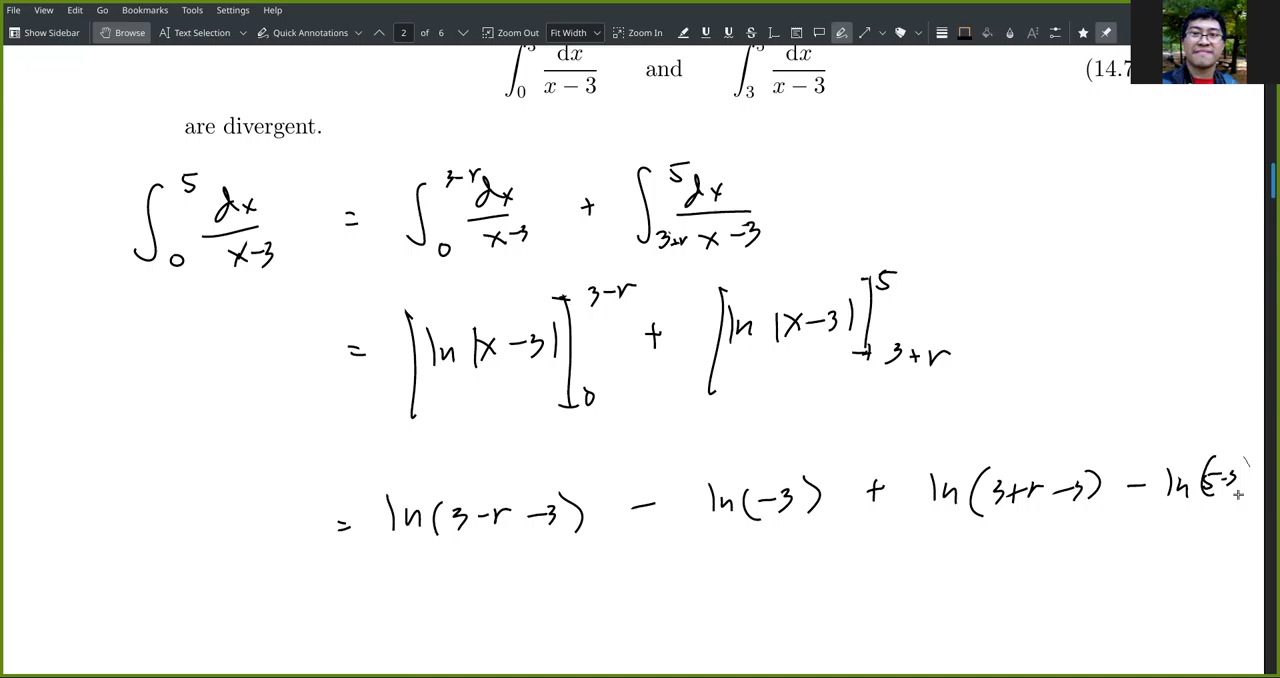 File View Edit Go Bookmarks Tools Settings Help
Show Sidebar Browse Text Selection Quick Annotations 2 of 6 Zoom Out Fit Width Zoom In
∫_0^3 dx/(x − 3) and ∫_3^5 dx/(x − 3) (14.7
are divergent.
∫_0^5 dx/(x-3) = ∫_0^{3-r} dx/(x-3) + ∫_{3+r}^5 dx/(x-3)
= [ln |x-3|]_0^{3-r} + [ln |x-3|]_{3+r}^5
= ln(3-r-3) - ln(-3) + ln(3+r-3) - ln(5-3)